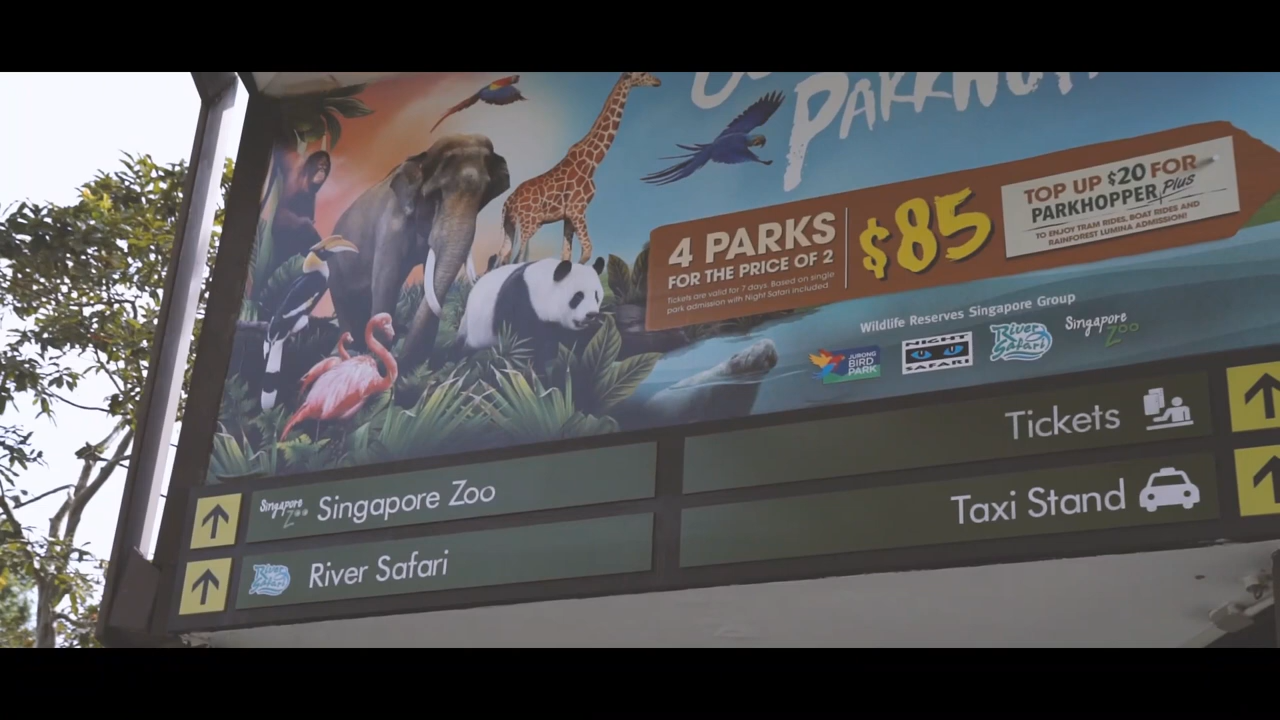 PARKHOPPER
4 PARKS
FOR THE PRICE OF 2
Tickets are valid for 7 days. Based on single
park admission with Night Safari included
$85
TOP UP $20 FOR
PARKHOPPER Plus
TO ENJOY TRAM RIDES, BOAT RIDES AND
RAINFOREST LUMINA ADMISSION!
Wildlife Reserves Singapore Group
JURONG
BIRD
PARK
NIGHT
SAFARI
River
Safari
Singapore
Zoo
Tickets
Taxi Stand
Singapore
Zoo
Singapore Zoo
River
Safari
River Safari